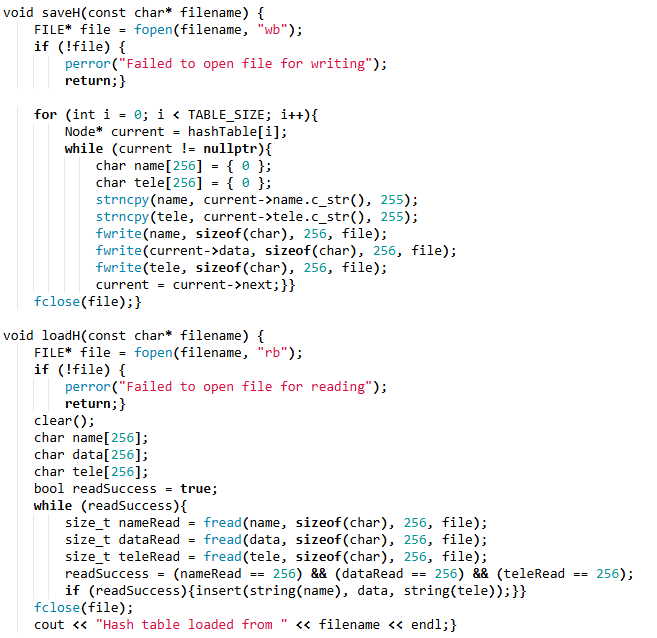 void saveH(const char* filename) {
    FILE* file = fopen(filename, "wb");
    if (!file) {
        perror("Failed to open file for writing");
        return;}

    for (int i = 0; i < TABLE_SIZE; i++){
        Node* current = hashTable[i];
        while (current != nullptr){
            char name[256] = { 0 };
            char tele[256] = { 0 };
            strncpy(name, current->name.c_str(), 255);
            strncpy(tele, current->tele.c_str(), 255);
            fwrite(name, sizeof(char), 256, file);
            fwrite(current->data, sizeof(char), 256, file);
            fwrite(tele, sizeof(char), 256, file);
            current = current->next;}}
    fclose(file);}

void loadH(const char* filename) {
    FILE* file = fopen(filename, "rb");
    if (!file) {
        perror("Failed to open file for reading");
        return;}
    clear();
    char name[256];
    char data[256];
    char tele[256];
    bool readSuccess = true;
    while (readSuccess){
        size_t nameRead = fread(name, sizeof(char), 256, file);
        size_t dataRead = fread(data, sizeof(char), 256, file);
        size_t teleRead = fread(tele, sizeof(char), 256, file);
        readSuccess = (nameRead == 256) && (dataRead == 256) && (teleRead == 256);
        if (readSuccess){insert(string(name), data, string(tele));}}
    fclose(file);
    cout << "Hash table loaded from " << filename << endl;}